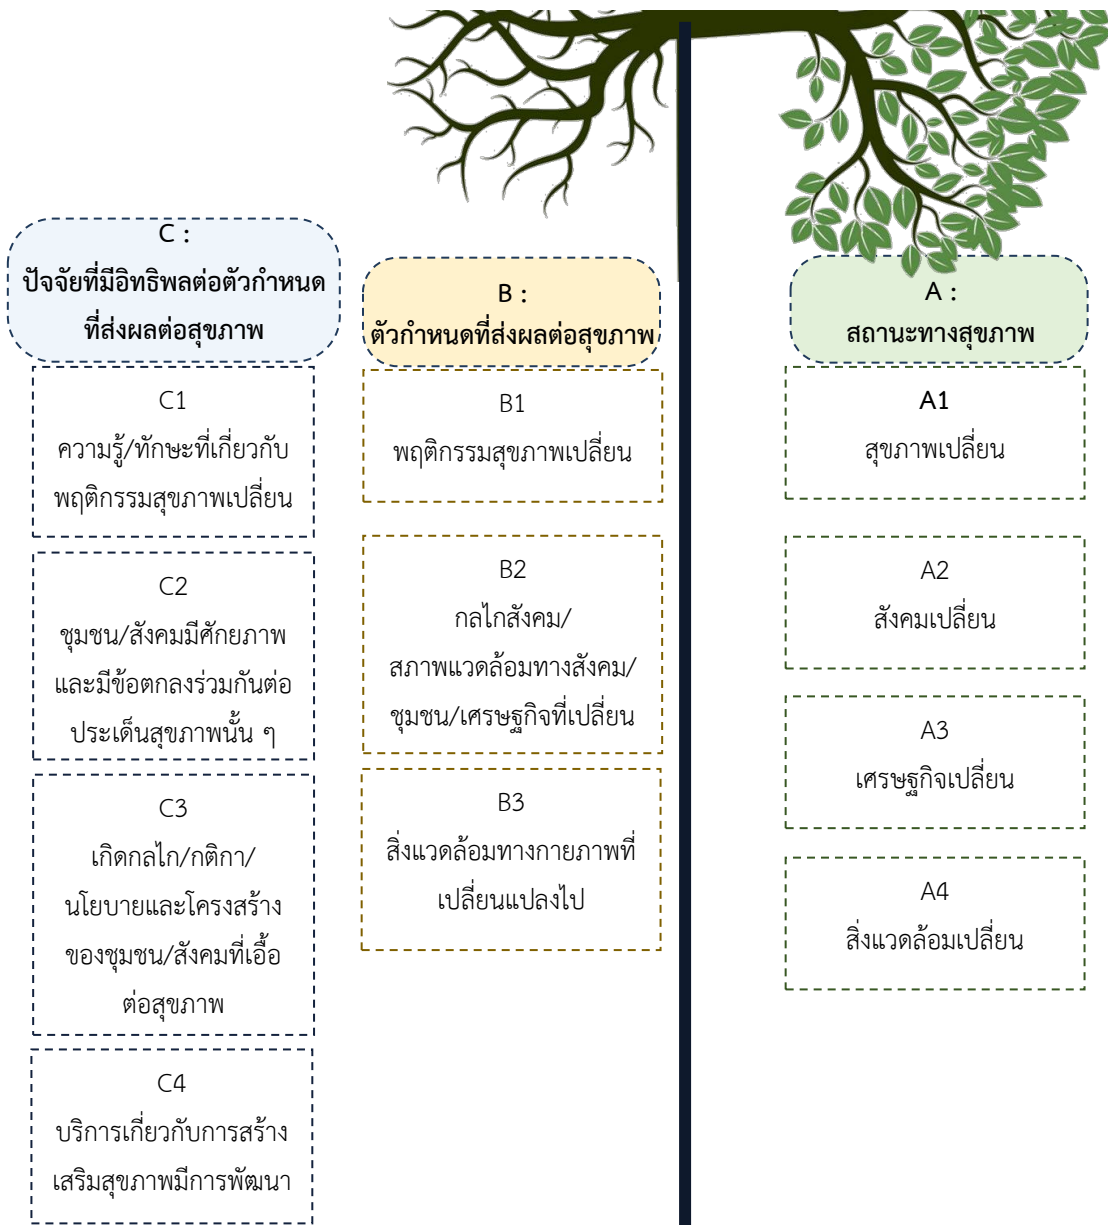 C :
ปัจจัยที่มีอิทธิพลต่อตัวกำหนด
ที่ส่งผลต่อสุขภาพ
C1
ความรู้/ทักษะที่เกี่ยวกับ
พฤติกรรมสุขภาพเปลี่ยน
C2
ชุมชน/สังคมมีศักยภาพ
และมีข้อตกลงร่วมกันต่อ
ประเด็นสุขภาพนั้น ๆ
C3
เกิดกลไก/กติกา/
นโยบายและโครงสร้าง
ของชุมชน/สังคมที่เอื้อ
ต่อสุขภาพ
C4
บริการเกี่ยวกับการสร้าง
เสริมสุขภาพมีการพัฒนา
B :
ตัวกำหนดที่ส่งผลต่อสุขภาพ
B1
พฤติกรรมสุขภาพเปลี่ยน
B2
กลไกสังคม/
สภาพแวดล้อมทางสังคม/
ชุมชน/เศรษฐกิจที่เปลี่ยน
B3
สิ่งแวดล้อมทางกายภาพที่
เปลี่ยนแปลงไป
A :
สถานะทางสุขภาพ
A1
สุขภาพเปลี่ยน
A2
สังคมเปลี่ยน
A3
เศรษฐกิจเปลี่ยน
A4
สิ่งแวดล้อมเปลี่ยน